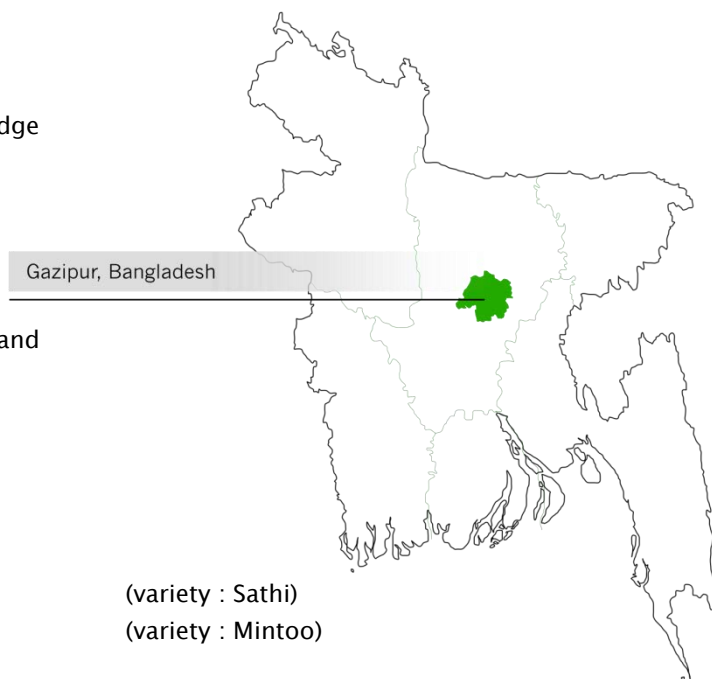 dge
Gazipur, Bangladesh
and
(variety : Sathi)
(variety : Mintoo)